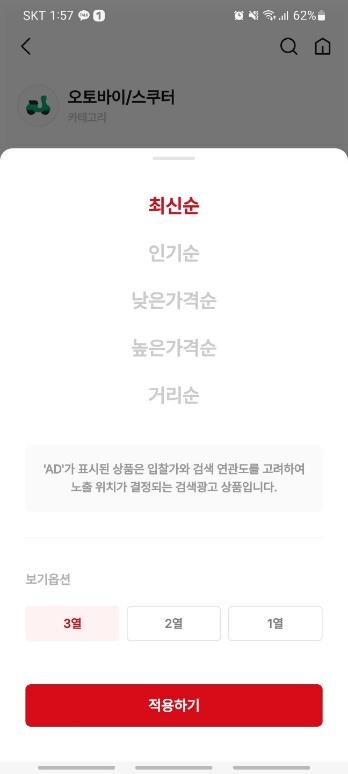 SKT 1:57 1 62%
오토바이/스쿠터
카테고리
최신순
인기순
낮은가격순
높은가격순
거리순
'AD'가 표시된 상품은 입찰가와 검색 연관도를 고려하여
노출 위치가 결정되는 검색광고 상품입니다.
보기옵션
3열 2열 1열
적용하기